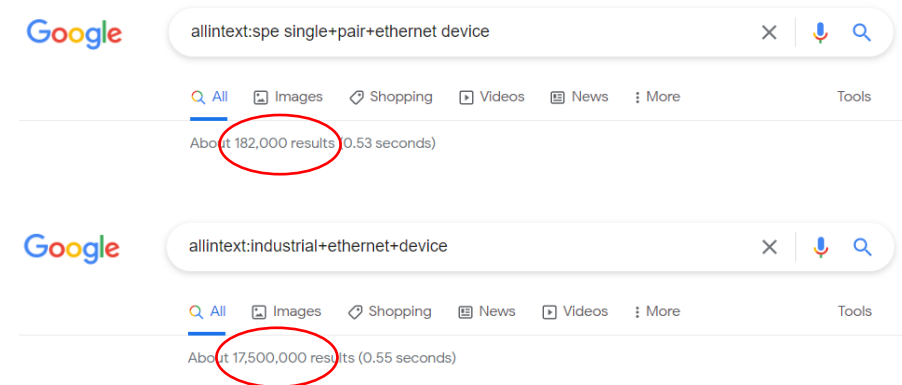 Google allintext:spe single+pair+ethernet device
All Images Shopping Videos News More Tools
About 182,000 results (0.53 seconds)
Google allintext:industrial+ethernet+device
All Images Shopping News Videos More Tools
About 17,500,000 results (0.55 seconds)